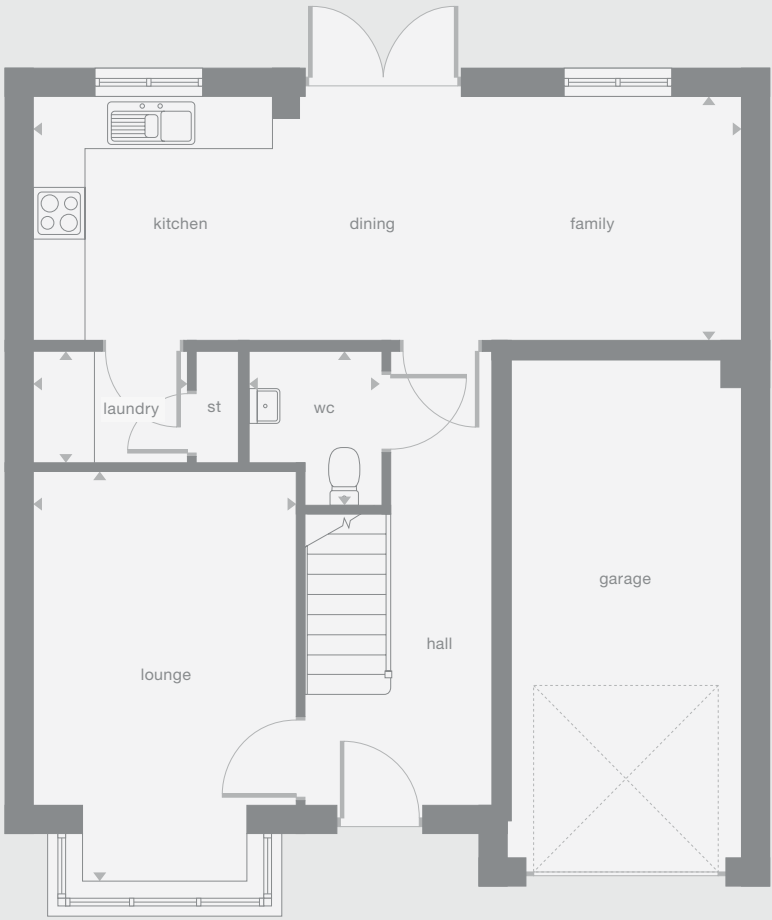 kitchen
dining
family
laundry
st
wc
garage
hall
lounge